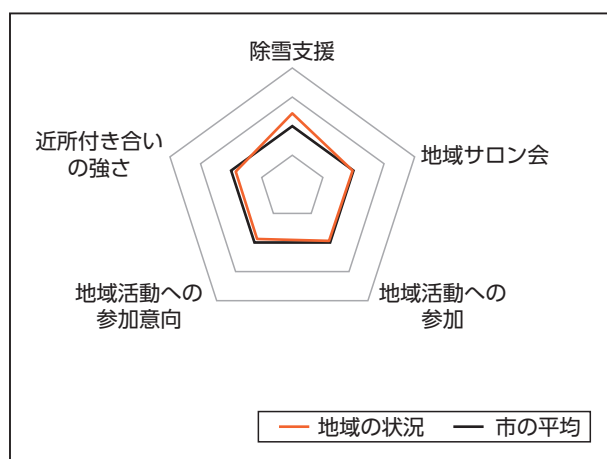 除雪支援
近所付き合い
の強さ
地域サロン会
地域活動への
参加意向
地域活動への
参加
地域の状況
市の平均